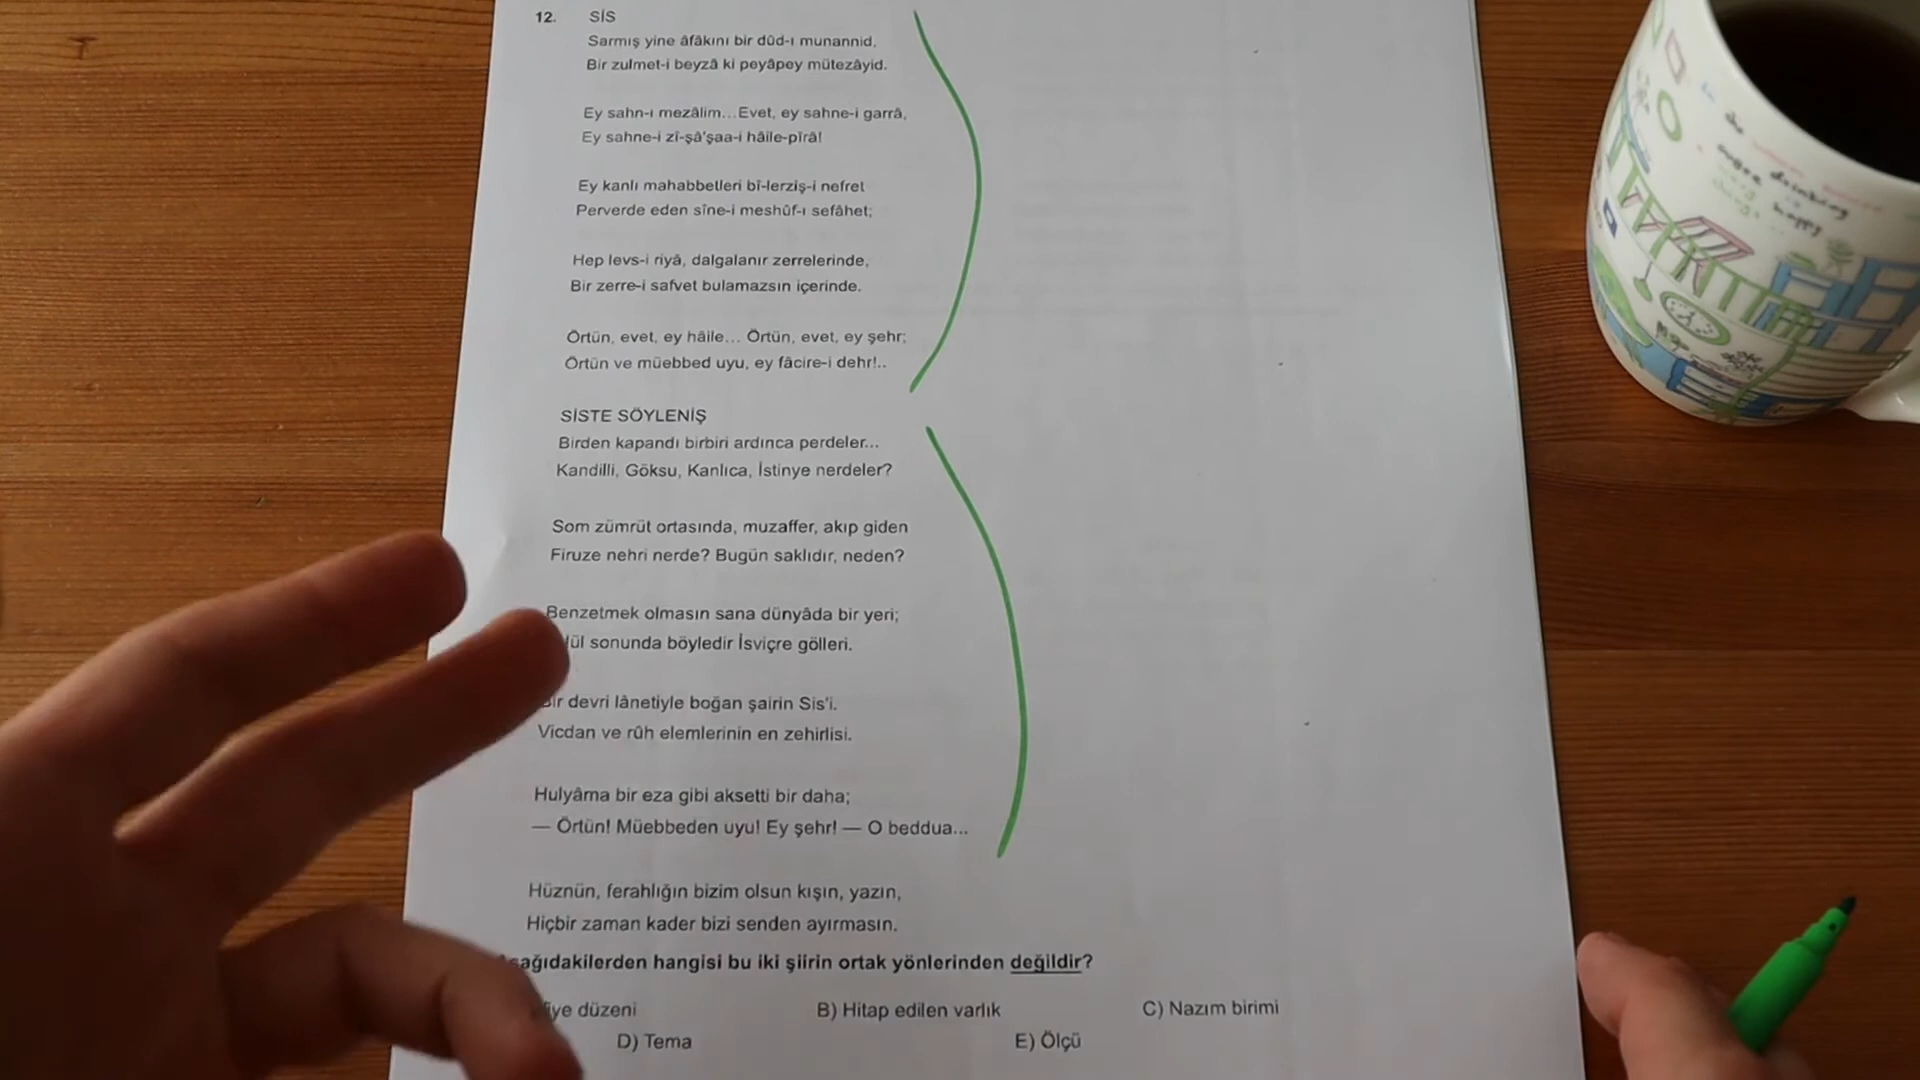 12. SİS
Sarmış yine âfâkını bir dûd-ı munannid,
Bir zulmet-i beyzâ ki peyâpey mütezâyid.
Ey sahn-ı mezâlim...Evet, ey sahne-i garrâ,
Ey sahne-i zî-şâ'şaa-i hâile-pîrâ!
Ey kanlı mahabbetleri bî-lerziş-i nefret
Perverde eden sîne-i meshûf-ı sefâhet;
Hep levs-i riyâ, dalgalanır zerrelerinde,
Bir zerre-i safvet bulamazsın içerinde.
Örtün, evet, ey hâile... Örtün, evet, ey şehr;
Örtün ve müebbed uyu, ey fâcire-i dehr!..
SİSTE SÖYLENİŞ
Birden kapandı birbiri ardınca perdeler...
Kandilli, Göksu, Kanlıca, İstinye nerdeler?
Som zümrüt ortasında, muzaffer, akıp giden
Firuze nehri nerde? Bugün saklıdır, neden?
Benzetmek olmasın sana dünyâda bir yeri;
sonunda böyledir İsviçre gölleri.
Bir devri lânetiyle boğan şairin Sis'i.
Vicdan ve rûh elemlerinin en zehirlisi.
Hulyâma bir eza gibi aksetti bir daha;
— Örtün! Müebbeden uyu! Ey şehr! — O beddua...
Hüznün, ferahlığın bizim olsun kışın, yazın,
Hiçbir zaman kader bizi senden ayırmasın.
Aşağıdakilerden hangisi bu iki şiirin ortak yönlerinden değildir?
düzeni B) Hitap edilen varlık C) Nazım birimi
D) Tema E) Ölçü